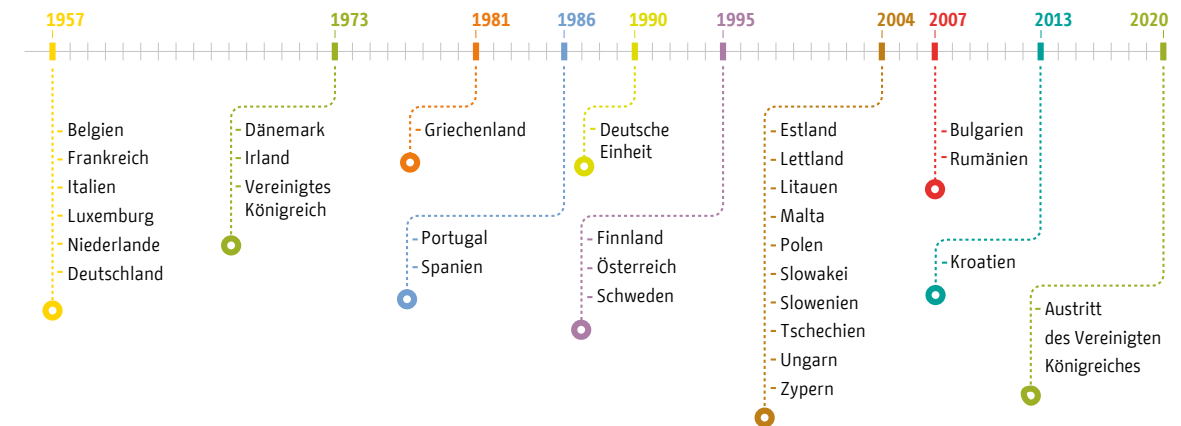 1957
1973
1981
1986
1990
1995
2004
2007
2013
2020
Belgien
Frankreich
Italien
Luxemburg
Niederlande
Deutschland
Dänemark
Irland
Vereinigtes
Königreich
Griechenland
Portugal
Spanien
Deutsche
Einheit
Finnland
Österreich
Schweden
Estland
Lettland
Litauen
Malta
Polen
Slowakei
Slowenien
Tschechien
Ungarn
Zypern
Bulgarien
Rumänien
Kroatien
Austritt
des Vereinigten
Königreiches